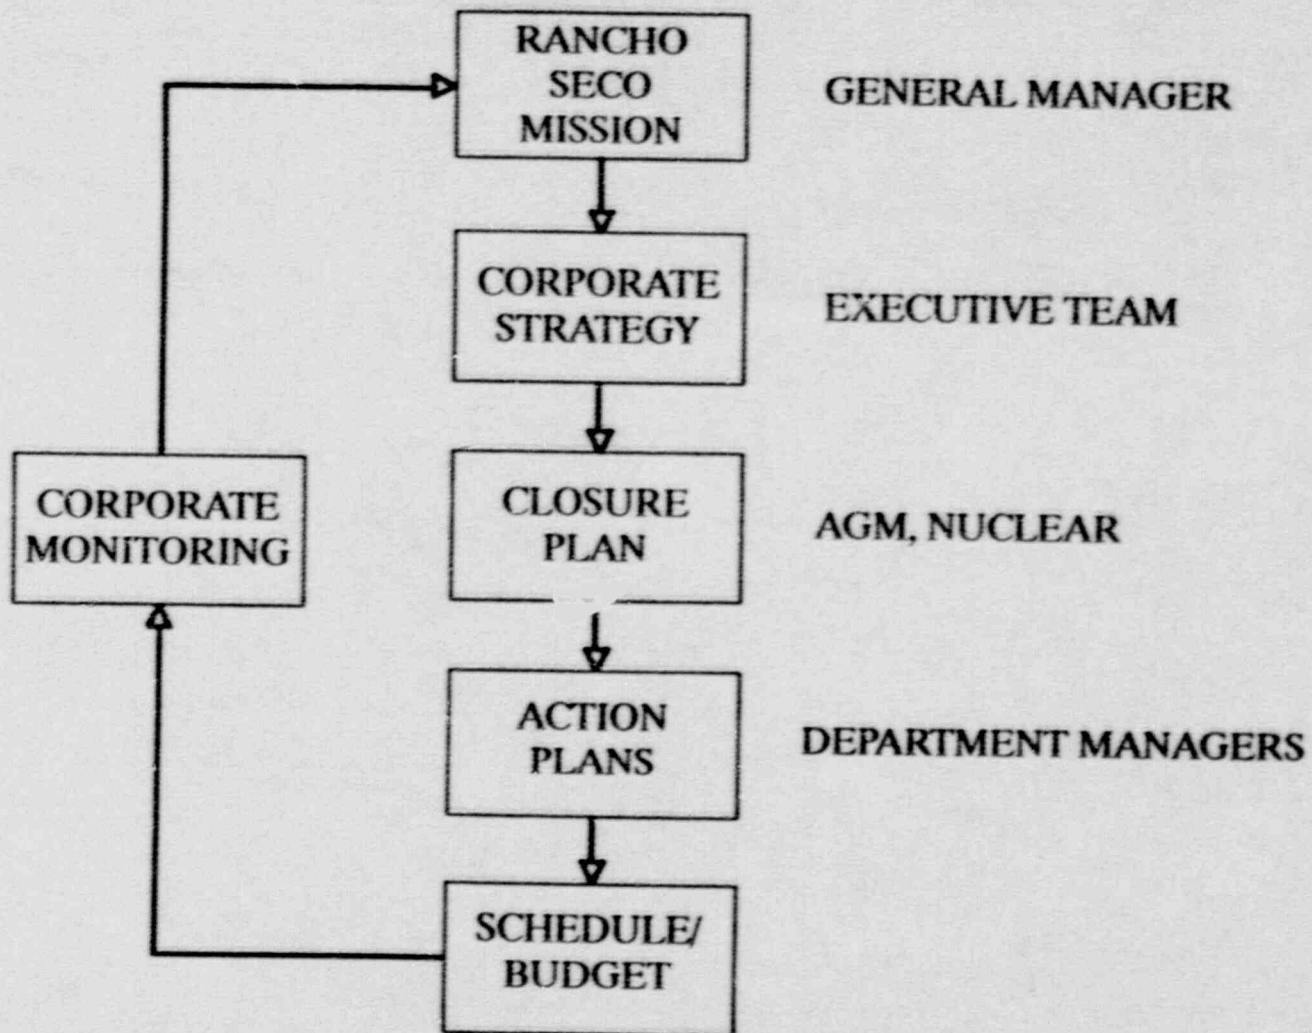 RANCHO
SECO
MISSION
GENERAL MANAGER
CORPORATE
STRATEGY
EXECUTIVE TEAM
CORPORATE
MONITORING
CLOSURE
PLAN
AGM, NUCLEAR
ACTION
PLANS
DEPARTMENT MANAGERS
SCHEDULE/
BUDGET